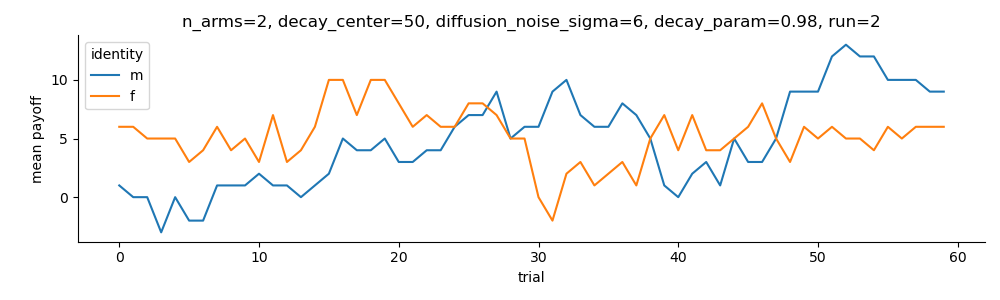 n_arms=2, decay_center=50, diffusion_noise_sigma=6, decay_param=0.98, run=2
identity
m
f
mean payoff
10
5
0
0 10 20 30 40 50 60
trial